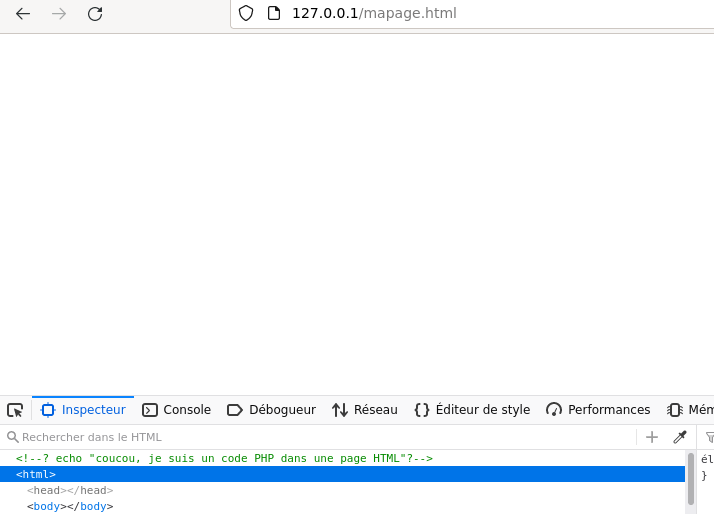 127.0.0.1/mapage.html
Inspecteur Console Débogueur Réseau Éditeur de style Performances Mém
Rechercher dans le HTML
<!--? echo "coucou, je suis un code PHP dans une page HTML"?-->
él
<html>
}
<head></head>
<body></body>